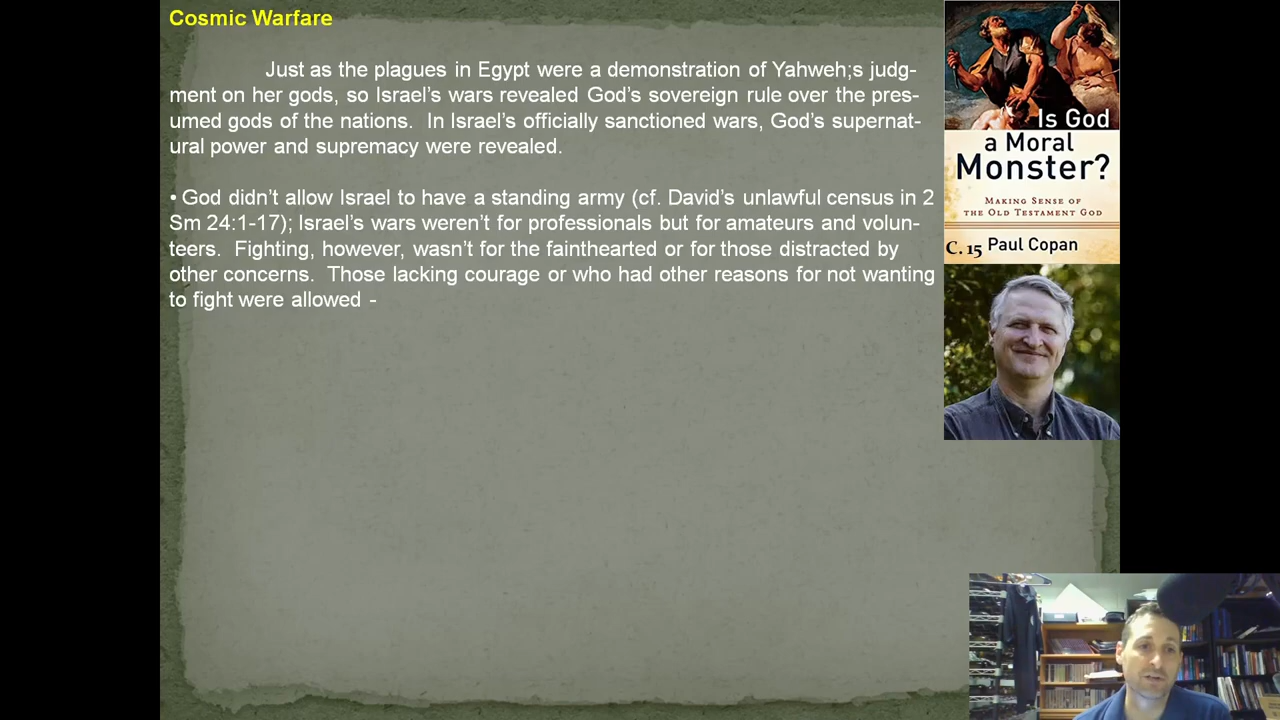 Cosmic Warfare
Just as the plagues in Egypt were a demonstration of Yahweh;s judg-
ment on her gods, so Israel’s wars revealed God’s sovereign rule over the pres-
umed gods of the nations.  In Israel’s officially sanctioned wars, God’s supernat-
ural power and supremacy were revealed.
• God didn’t allow Israel to have a standing army (cf. David’s unlawful census in 2
Sm 24:1-17); Israel’s wars weren’t for professionals but for amateurs and volun-
teers.  Fighting, however, wasn’t for the fainthearted or for those distracted by
other concerns.  Those lacking courage or who had other reasons for not wanting
to fight were allowed -
Is God
a Moral
Monster?
Making Sense of
the Old Testament God
C. 15 Paul Copan